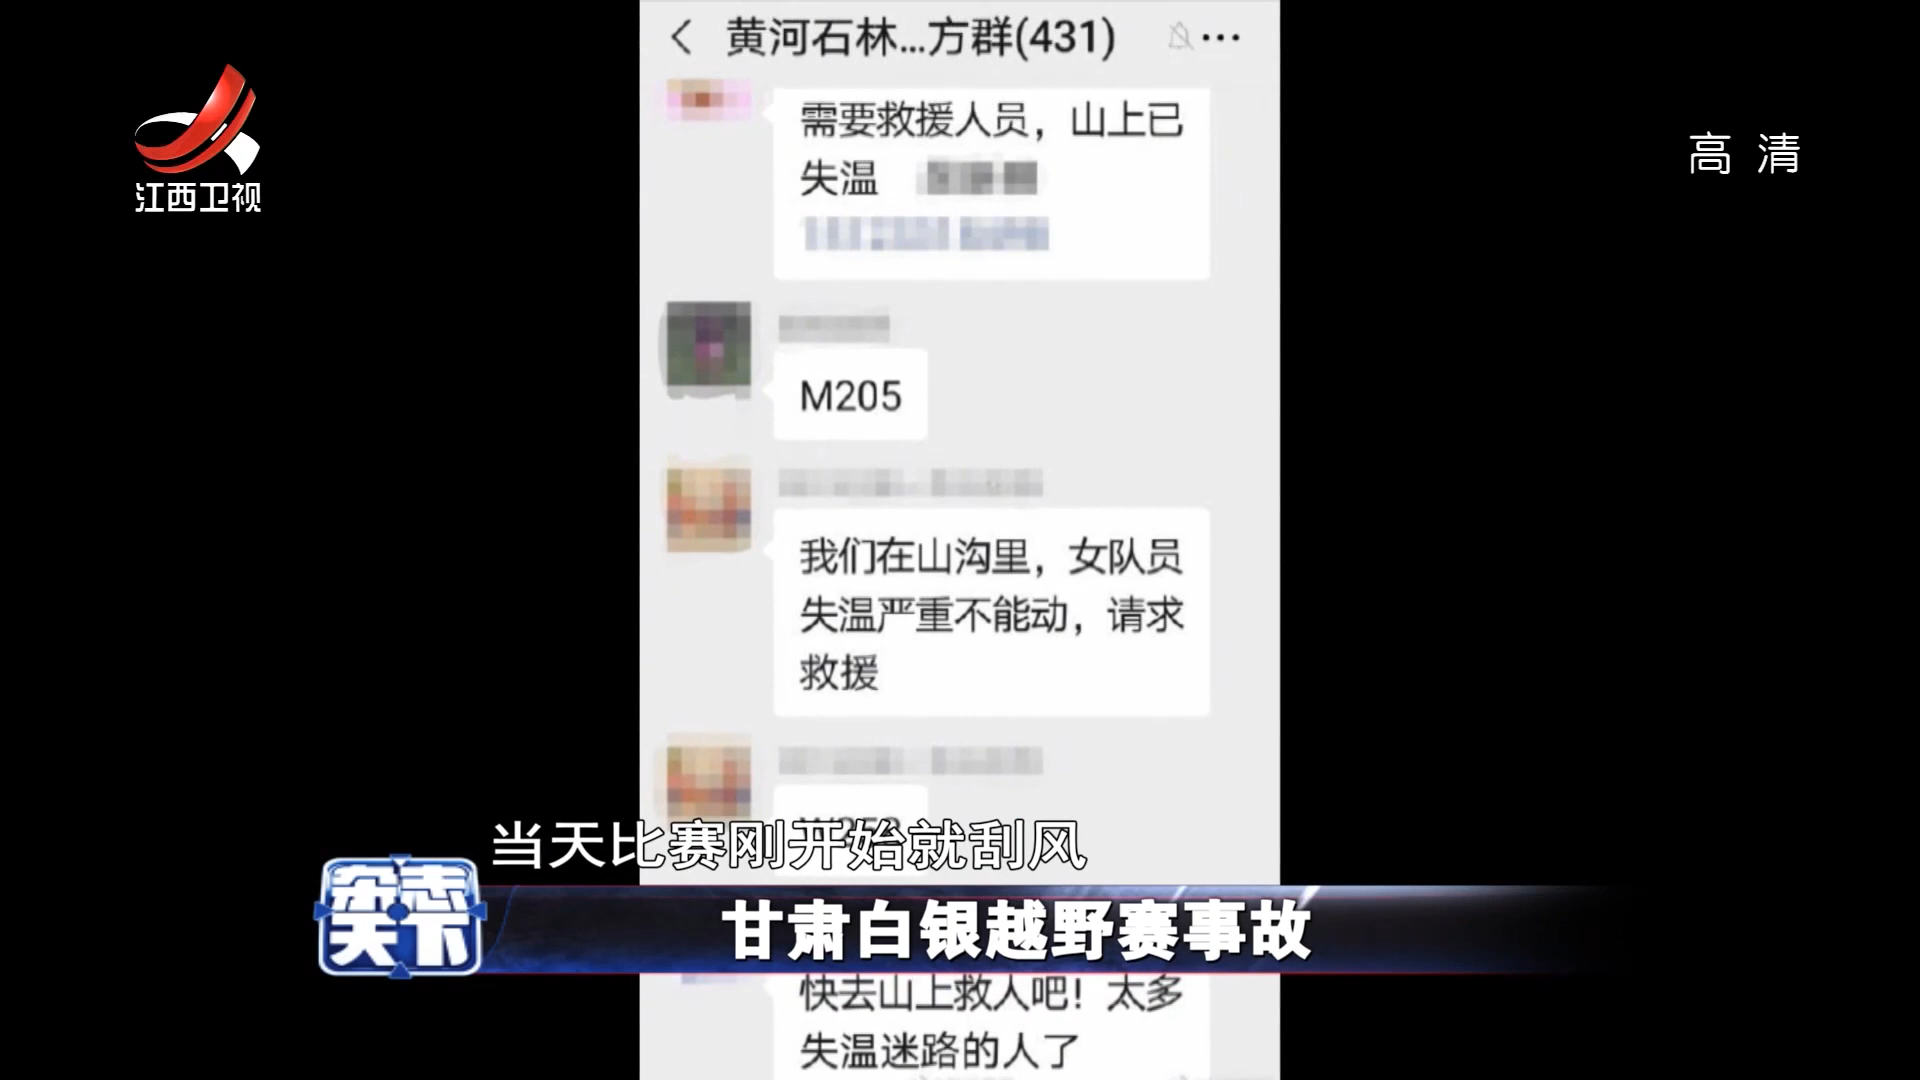 黄河石林...方群(431)
江西卫视
高清
需要救援人员，山上已
失温
M205
我们在山沟里，女队员
失温严重不能动，请求
救援
当天比赛刚开始就刮风
杂志
天下
甘肃白银越野赛事故
快去山上救人吧！太多
失温迷路的人了